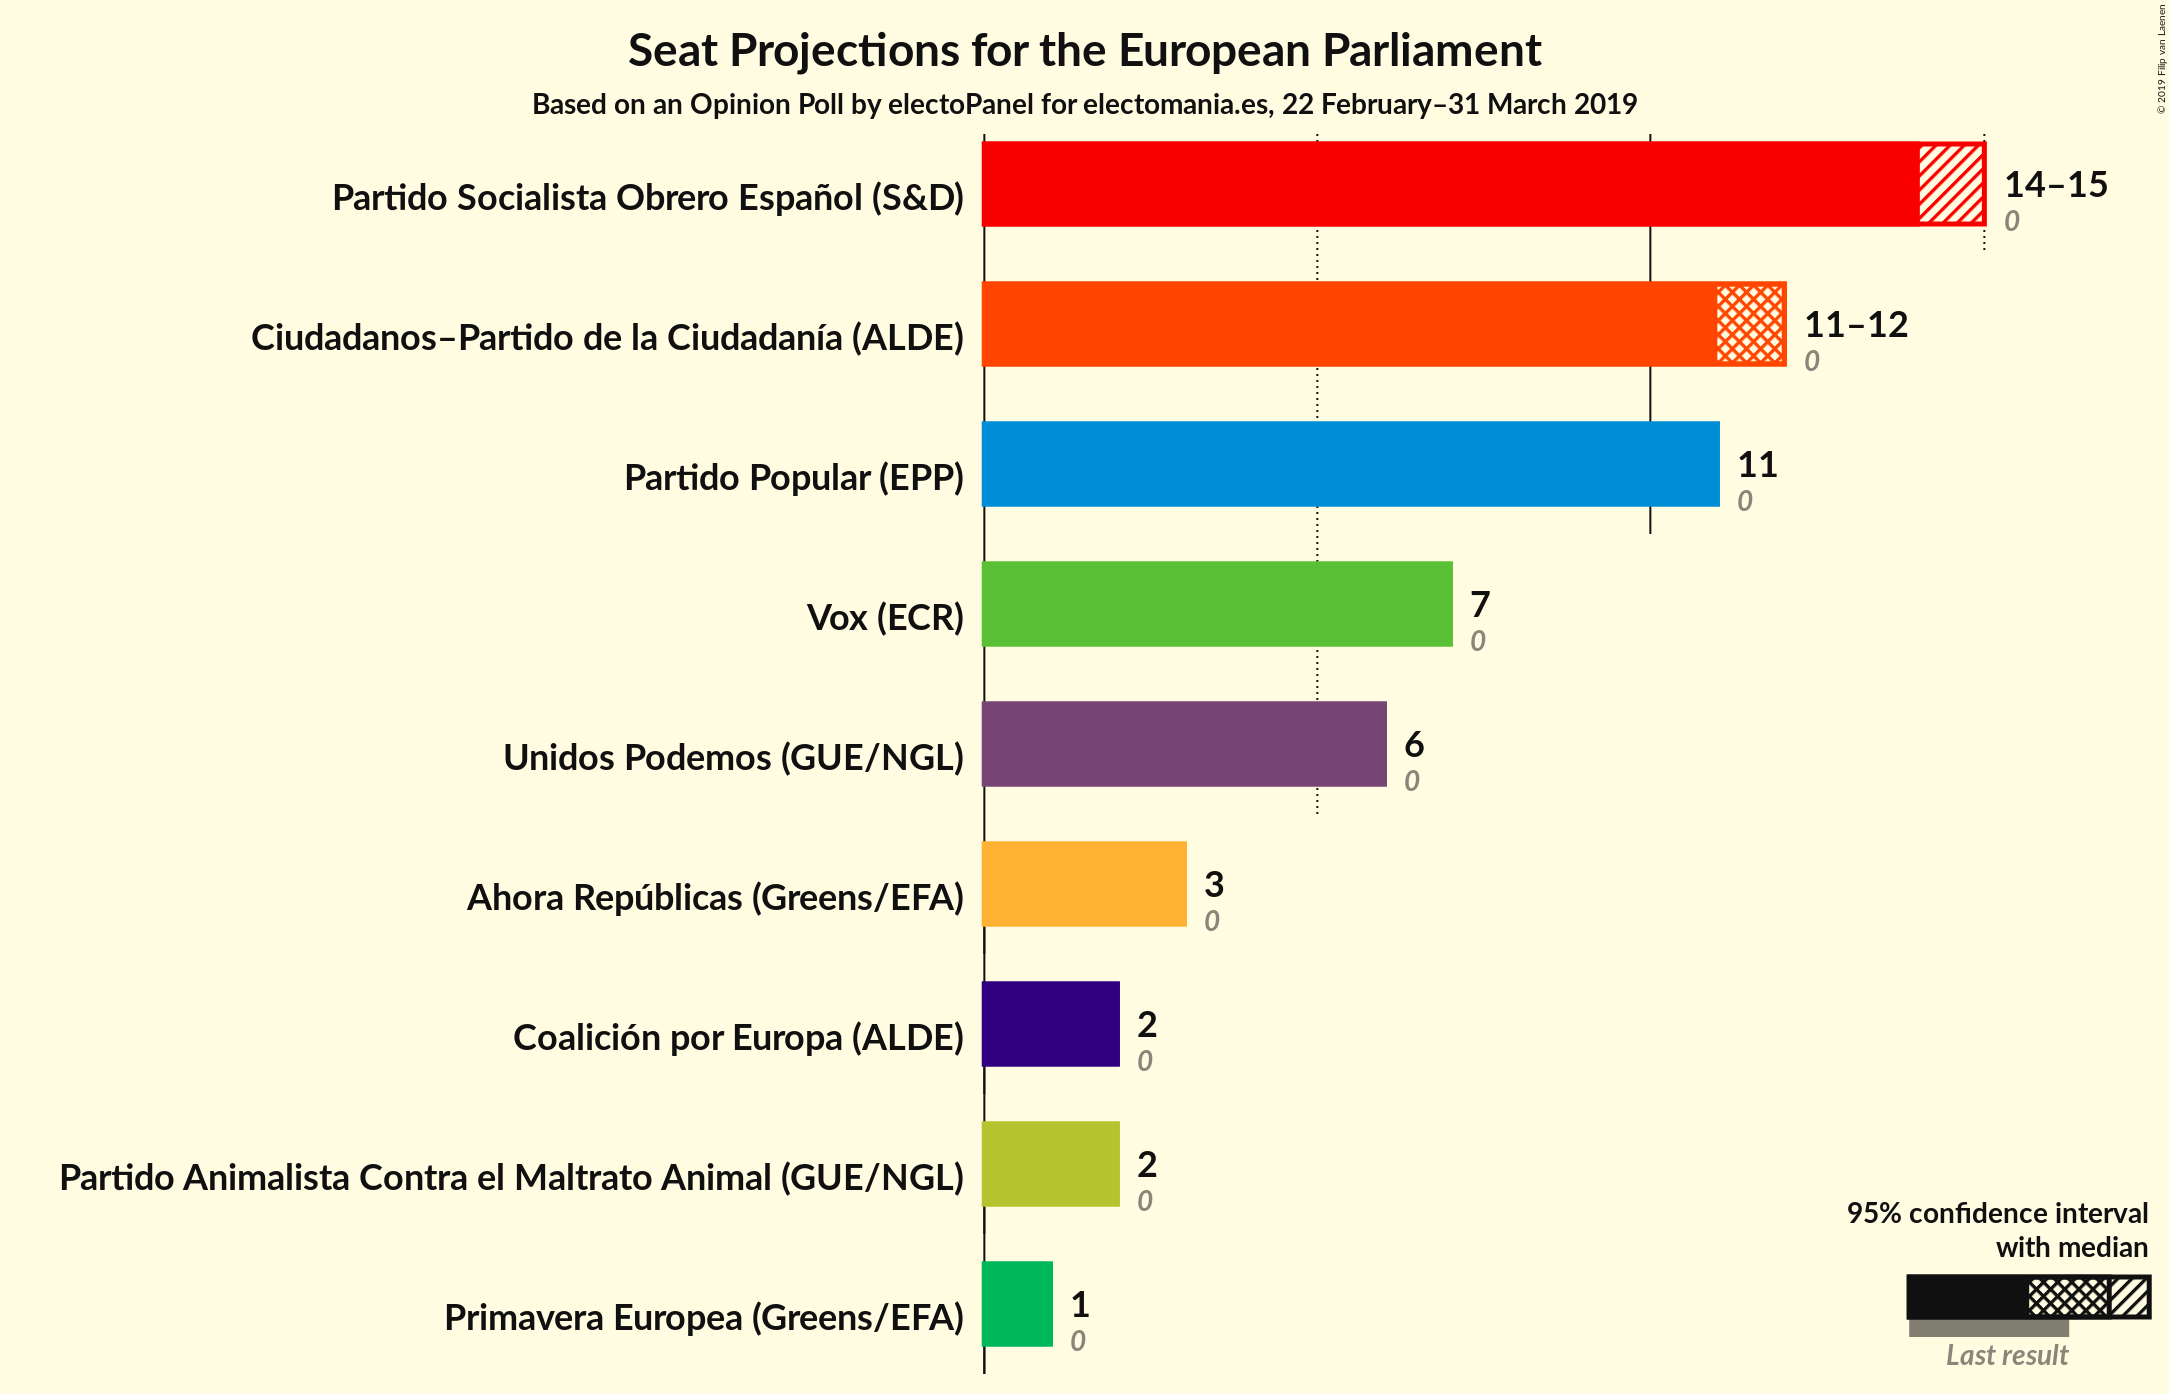 Seat Projections for the European Parliament
Based on an Opinion Poll by electoPanel for electomania.es, 22 February–31 March 2019
© 2019 Filip van Laenen
Partido Socialista Obrero Español (S&D)
14–15
0
Ciudadanos–Partido de la Ciudadanía (ALDE)
11–12
0
Partido Popular (EPP)
11
0
Vox (ECR)
7
0
Unidos Podemos (GUE/NGL)
6
0
Ahora Repúblicas (Greens/EFA)
3
0
Coalición por Europa (ALDE)
2
0
Partido Animalista Contra el Maltrato Animal (GUE/NGL)
2
0
Primavera Europea (Greens/EFA)
1
0
95% confidence interval
with median
Last result